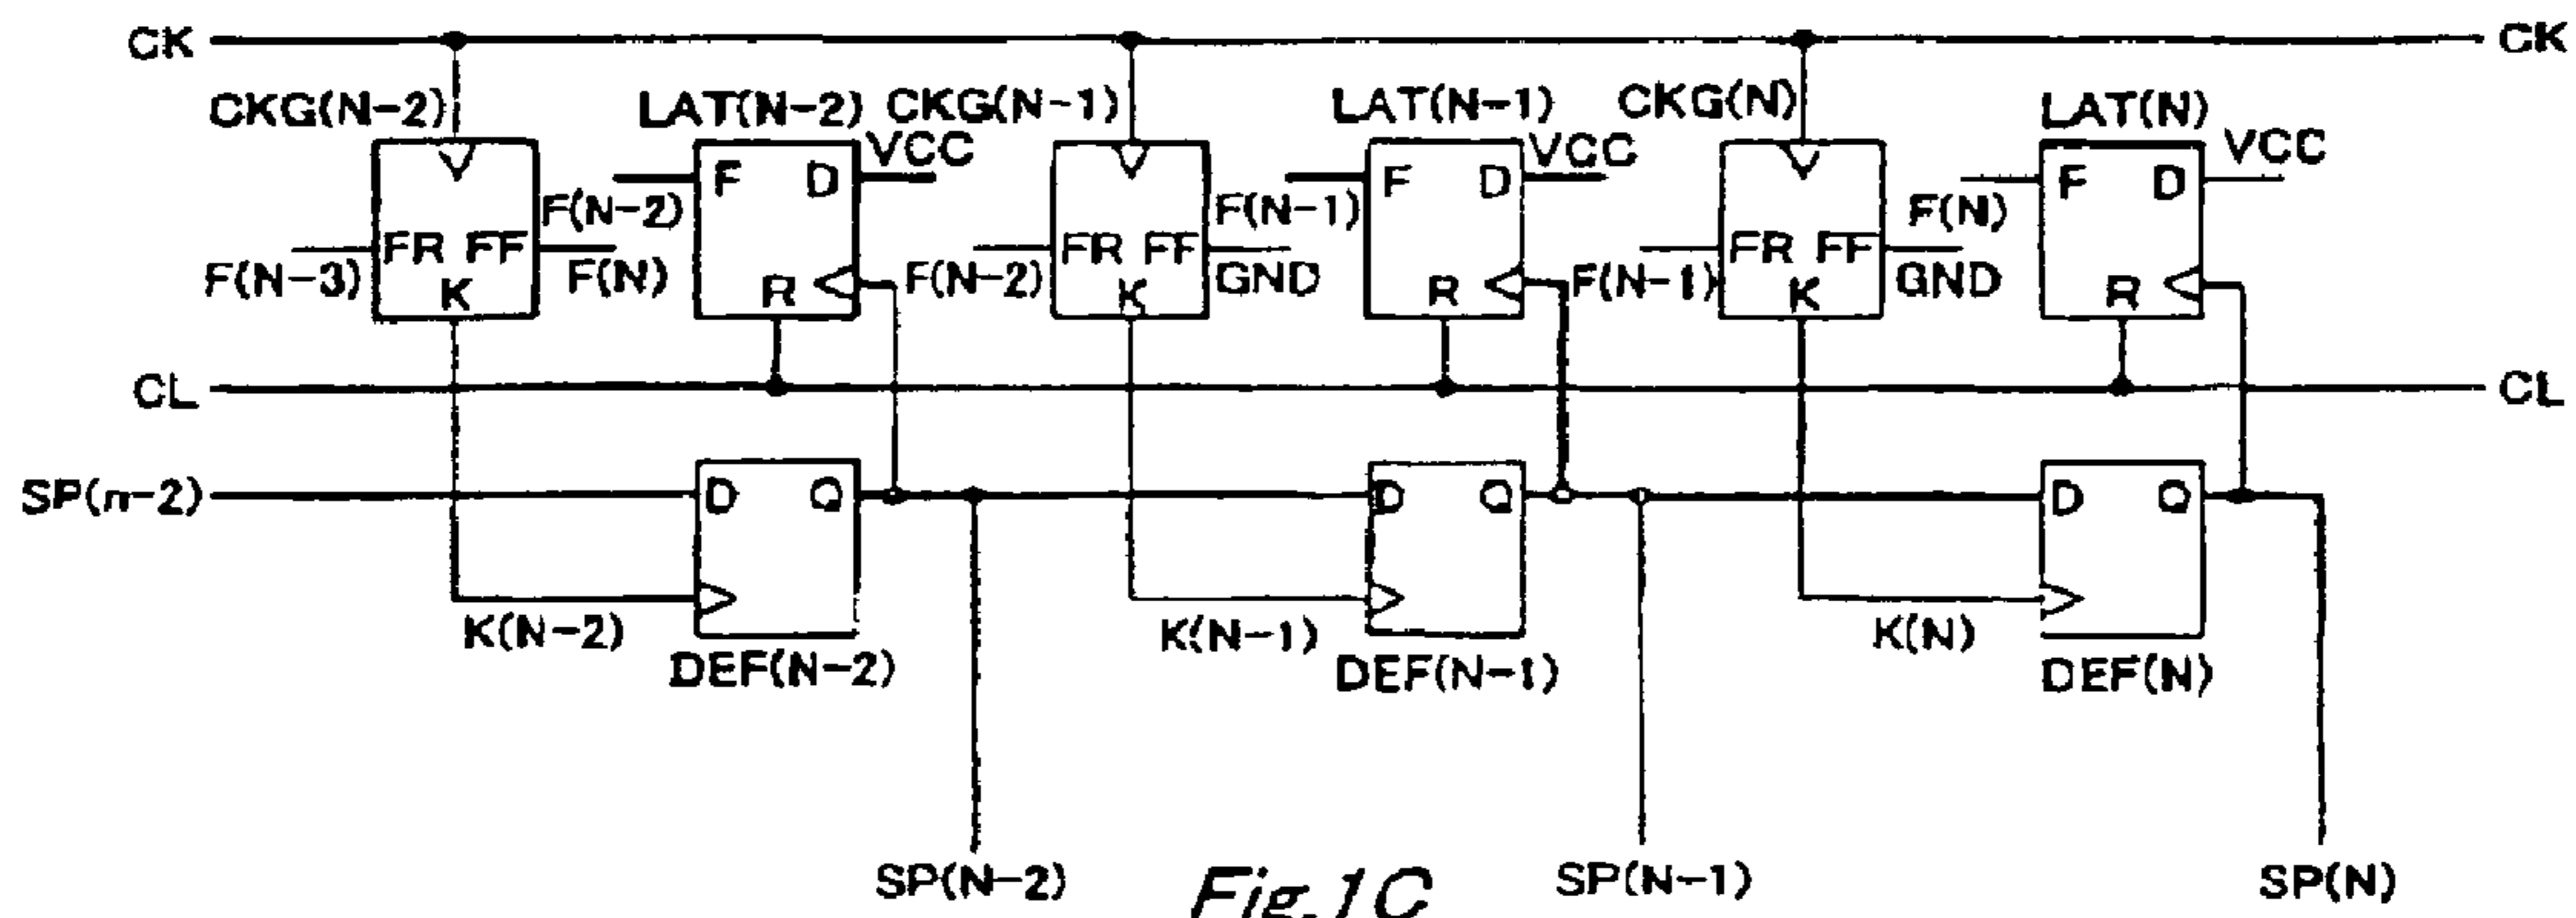 CK CK
CKG(N-2) LAT(N-2) CKG(N-1) LAT(N-1) CKG(N) LAT(N)
VCC VCC VCC
F D F D F D
F(N-2) F(N-1) F(N)
FR FF FR FF FR FF
F(N-3) K F(N) R F(N-2) K GND R F(N-1) K GND R
CL CL
SP(n-2) D Q D Q D Q
K(N-2) K(N-1) K(N)
DEF(N-2) DEF(N-1) DEF(N)
SP(N-2) Fig.1C SP(N-1) SP(N)